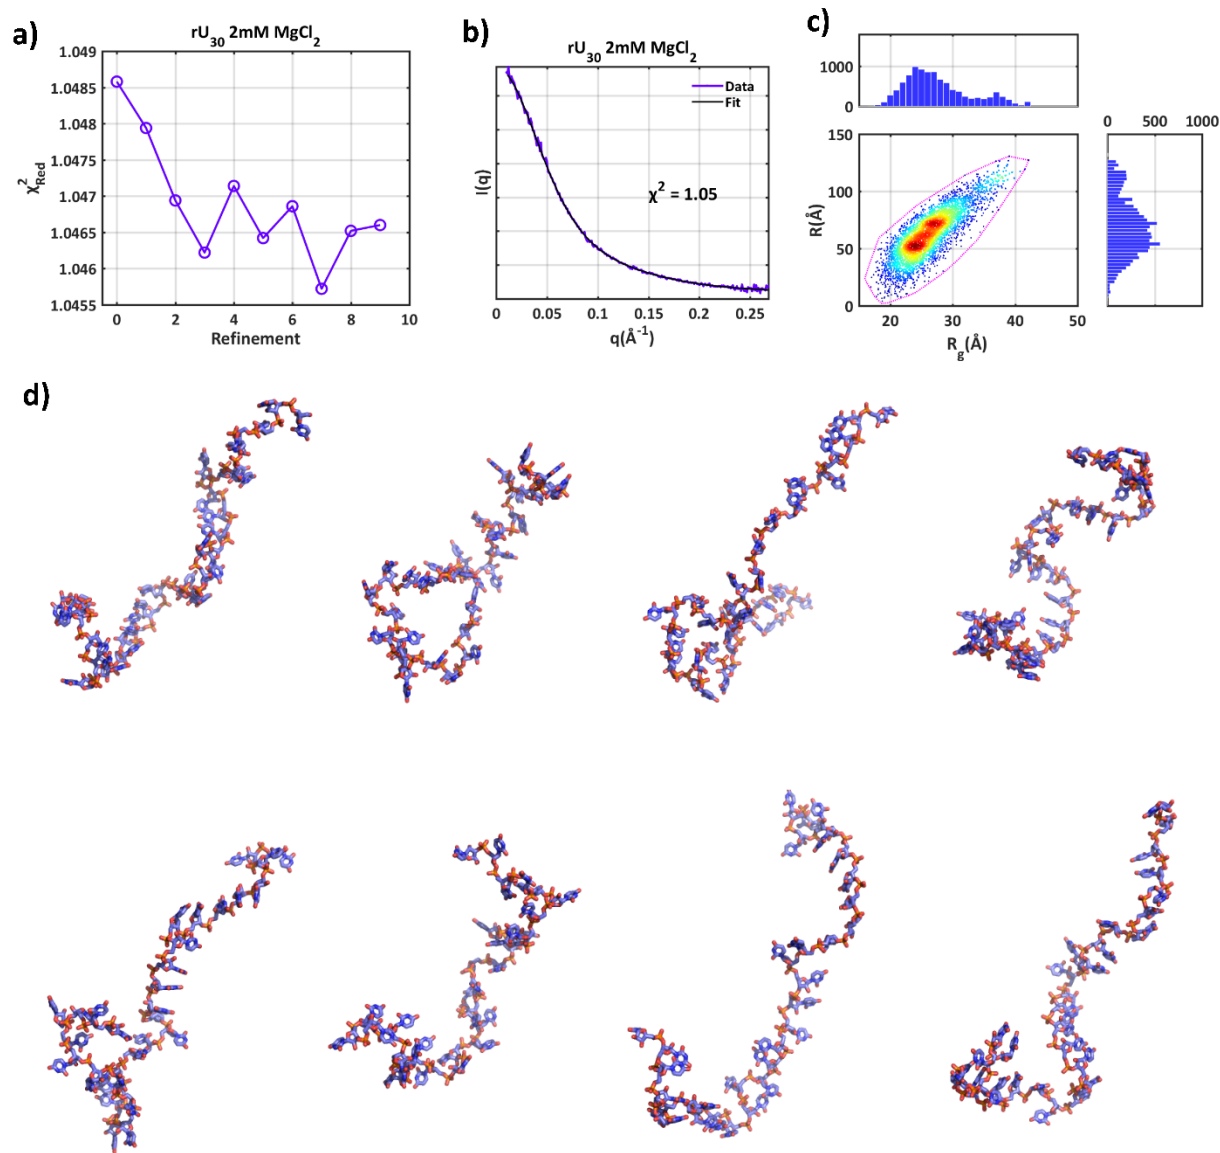 a)
rU30 2mM MgCl2
1.049
1.0485
1.048
1.0475
1.047
1.0465
1.046
1.0455
χ²Red
0 2 4 6 8 10
Refinement
b)
rU30 2mM MgCl2
Data
Fit
χ² = 1.05
I(q)
0 0.05 0.1 0.15 0.2 0.25
q(Å-1)
c)
1000
0
0 500 1000
150
100
50
0
R(Å)
20 30 40 50
Rg(Å)
d)